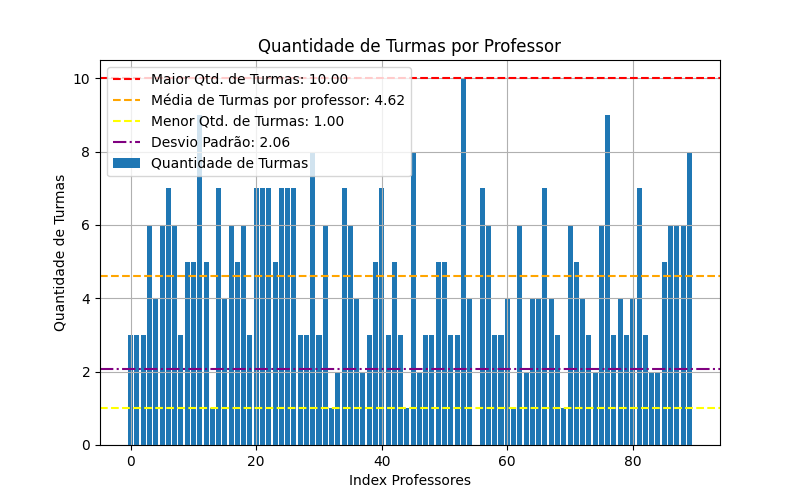 Quantidade de Turmas por Professor
Maior Qtd. de Turmas: 10.00
Média de Turmas por professor: 4.62
Menor Qtd. de Turmas: 1.00
Desvio Padrão: 2.06
Quantidade de Turmas
Quantidade de Turmas
10
8
6
4
2
0
0 20 40 60 80
Index Professores